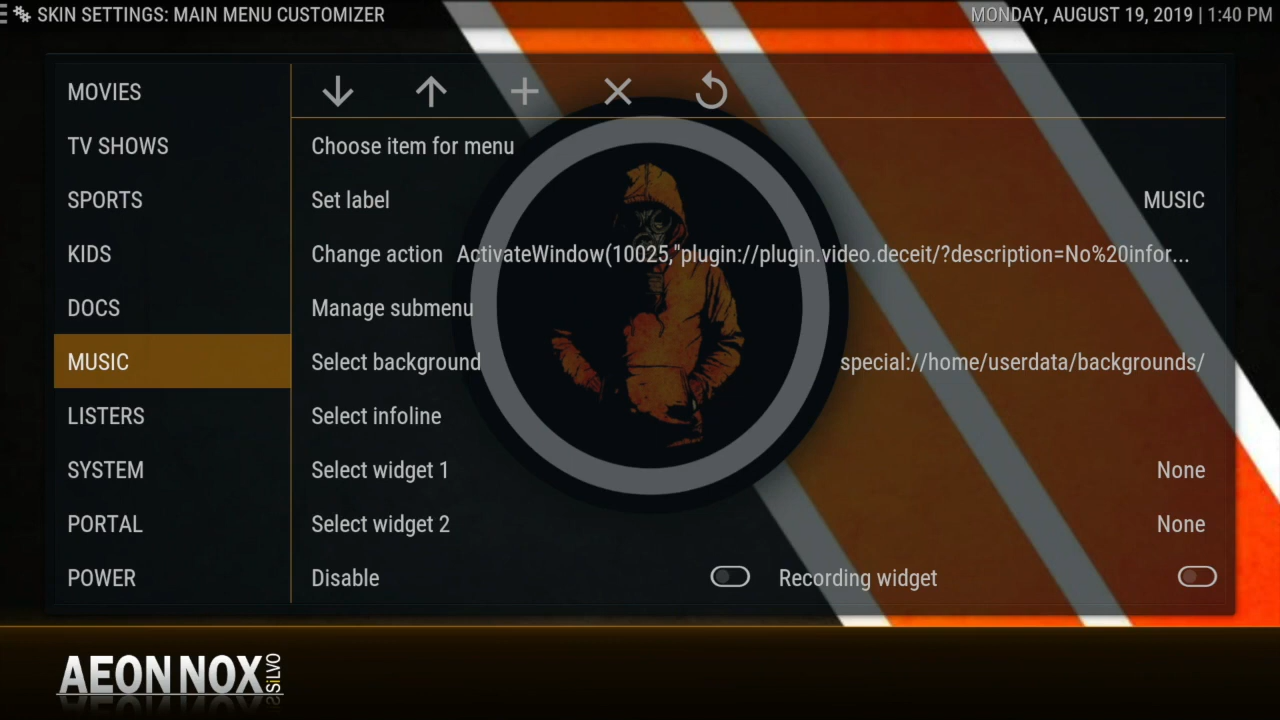 SKIN SETTINGS: MAIN MENU CUSTOMIZER
MONDAY, AUGUST 19, 2019 | 1:40 PM
MOVIES
TV SHOWS
SPORTS
KIDS
DOCS
MUSIC
LISTERS
SYSTEM
PORTAL
POWER
Choose item for menu
Set label MUSIC
Change action ActivateWindow(10025,"plugin://plugin.video.deceit/?description=No%20infor...
Manage submenu
Select background special://home/userdata/backgrounds/
Select infoline
Select widget 1 None
Select widget 2 None
Disable Recording widget
AEON NOX SiLVO